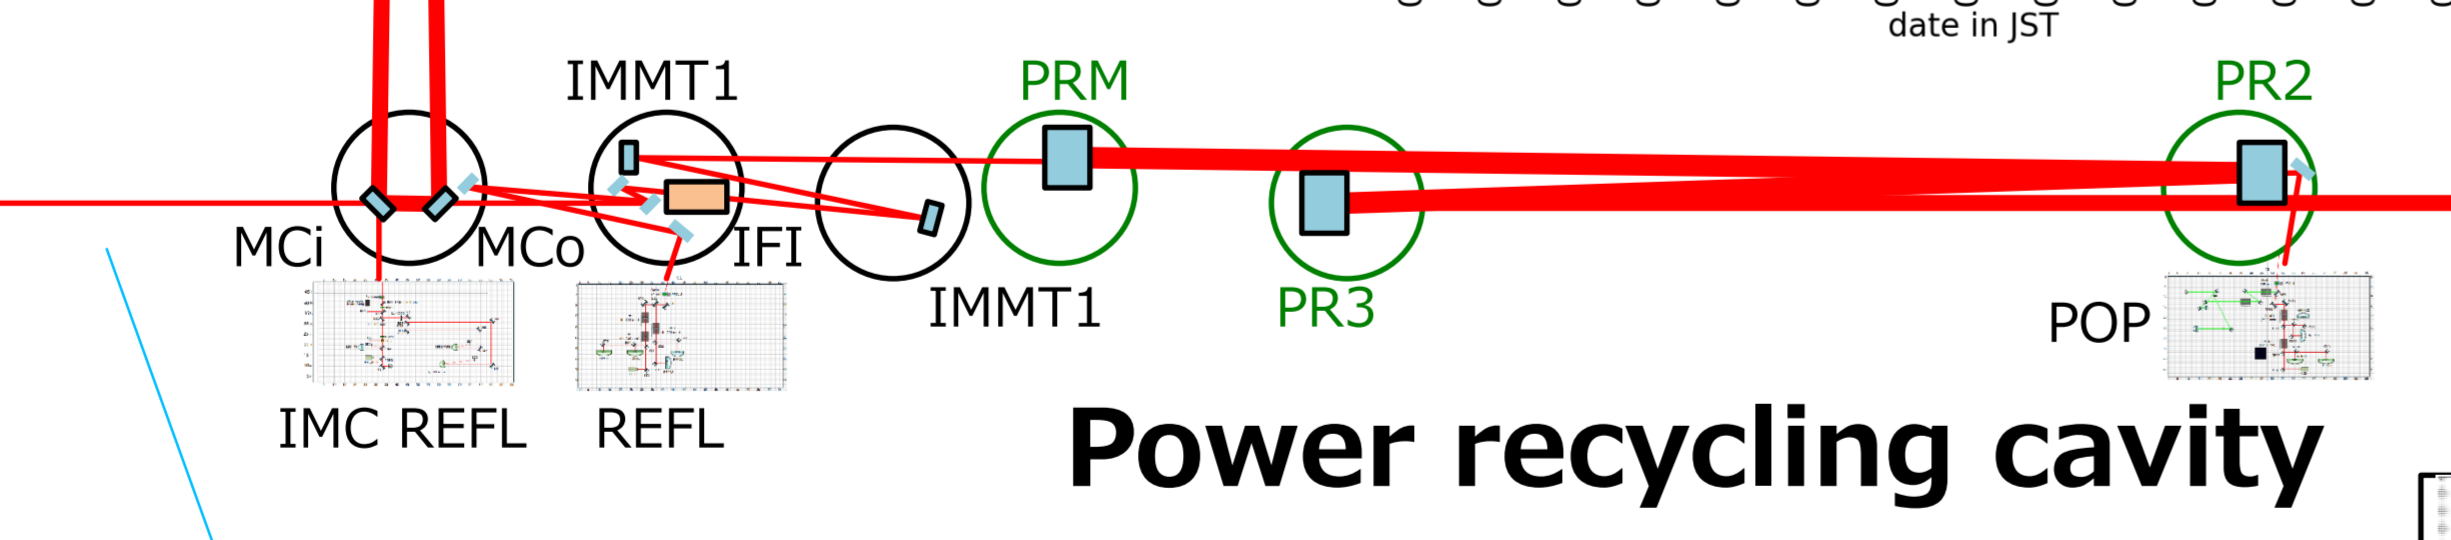 date in JST
IMMT1
PRM
PR2
MCi
MCo
IFI
IMMT1
PR3
POP
IMC REFL
REFL
Power recycling cavity